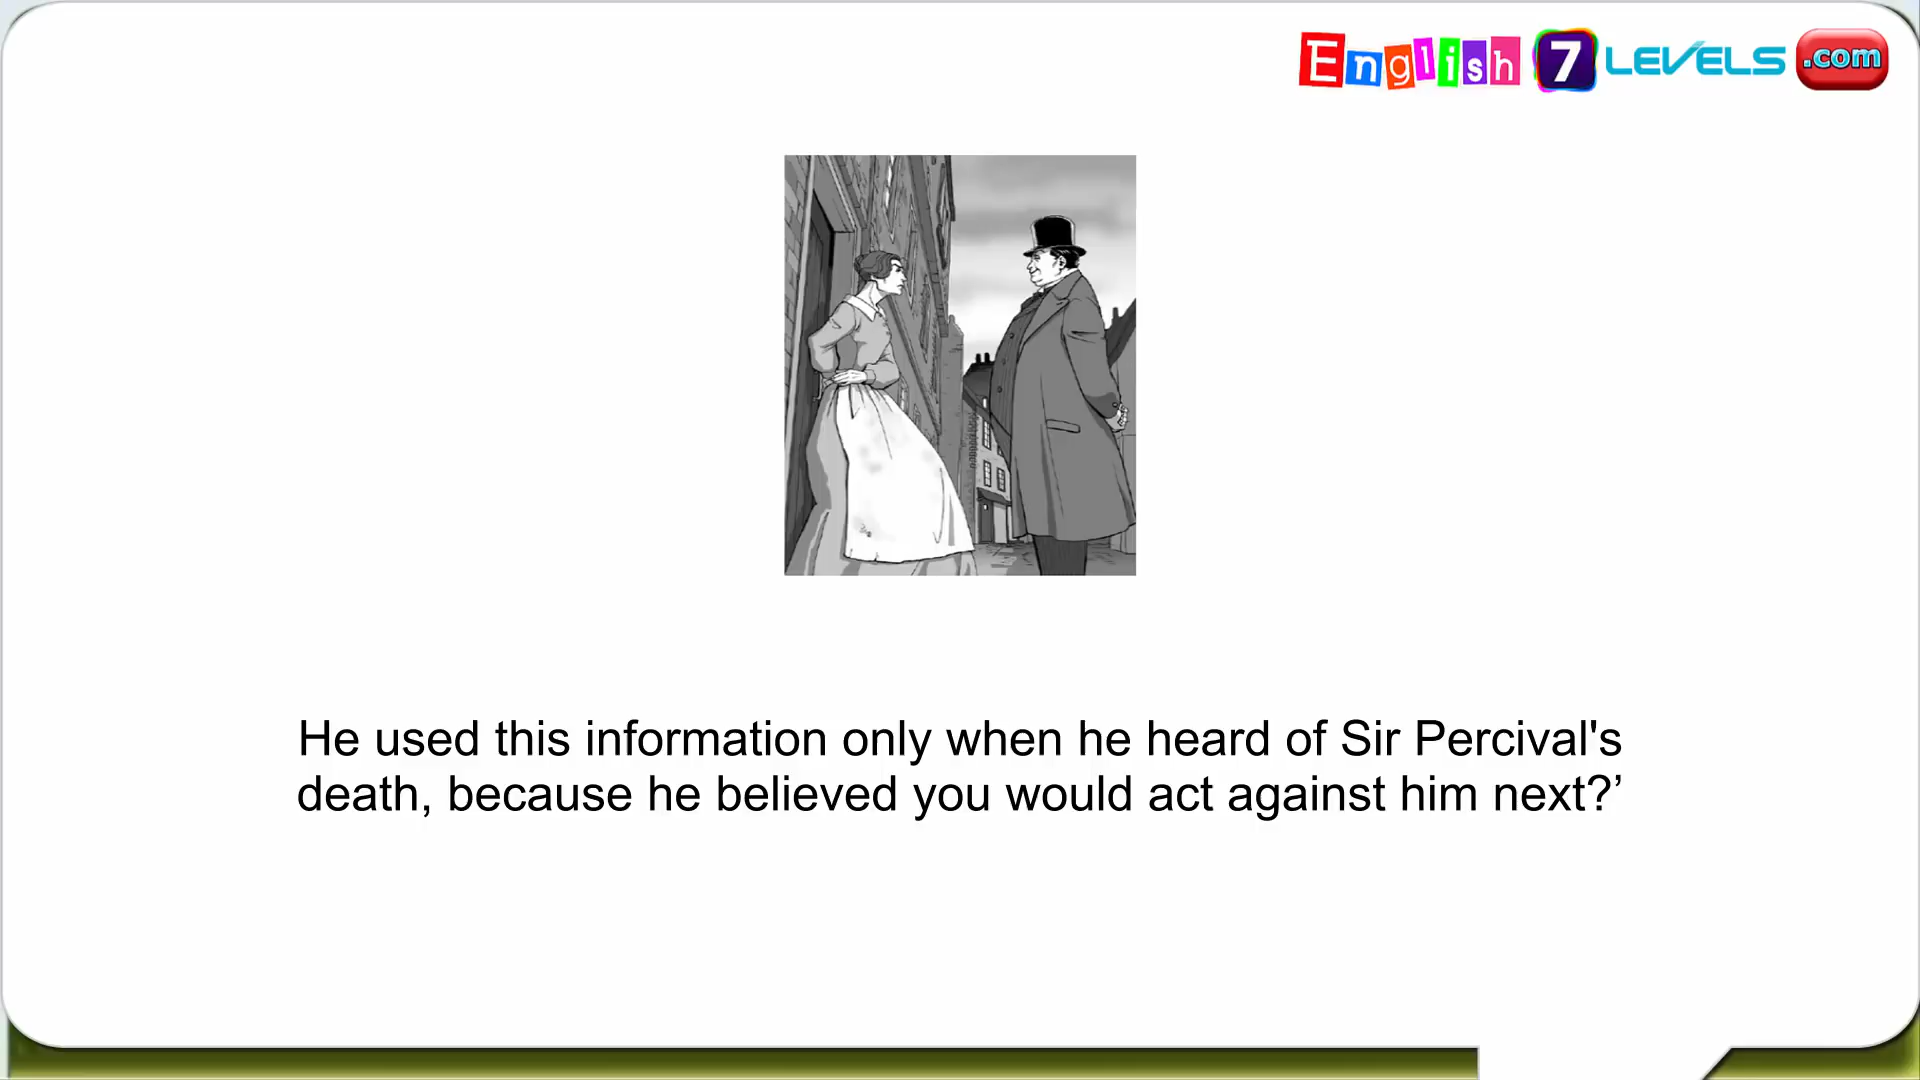 English 7 LEVELS .com
He used this information only when he heard of Sir Percival's
death, because he believed you would act against him next?’